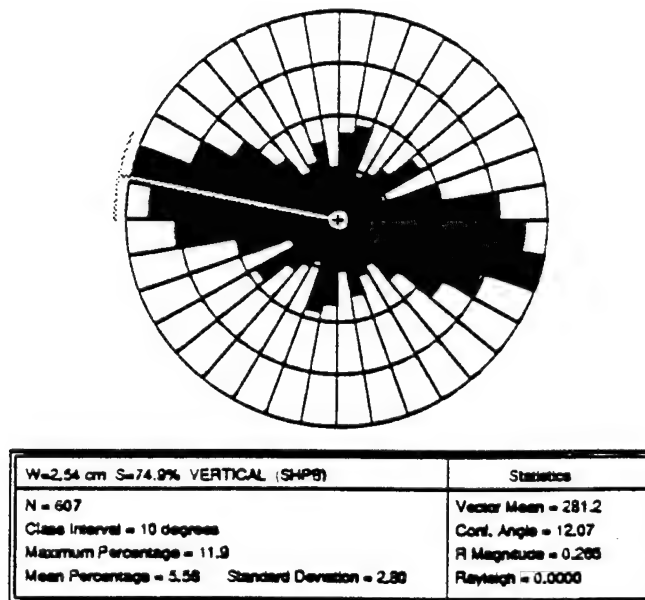 W=2.54 cm S=74.9% VERTICAL (SHPB)
Statistics
N = 607
Class Interval = 10 degrees
Maximum Percentage = 11.9
Mean Percentage = 5.56 Standard Deviation = 2.80
Vector Mean = 281.2
Conf. Angle = 12.07
R Magnitude = 0.265
Rayleigh = 0.0000